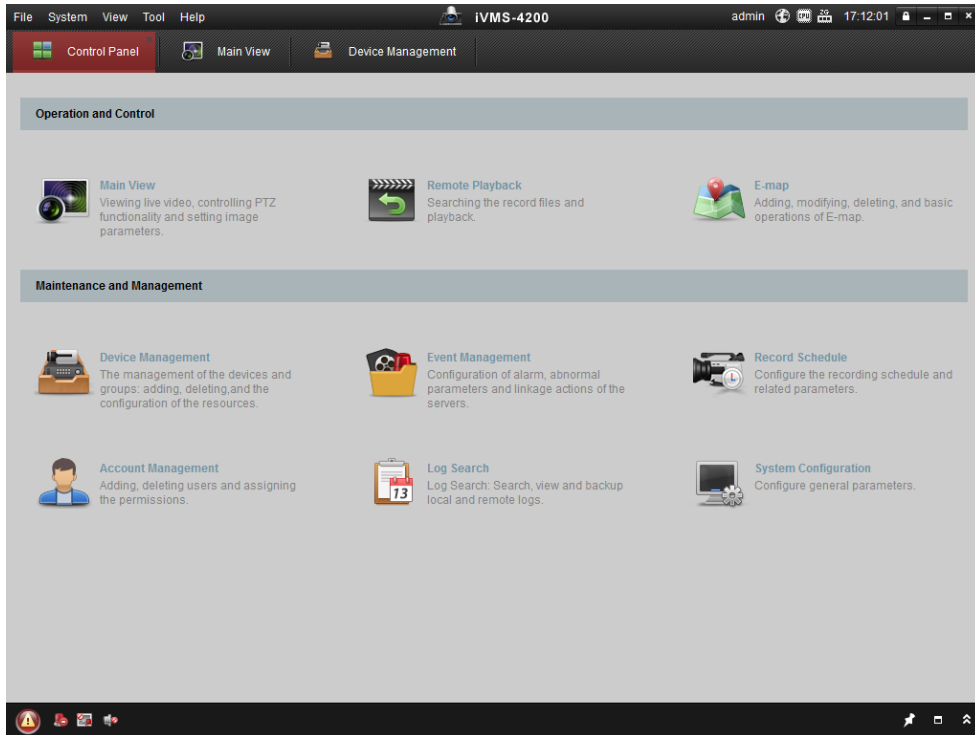 File System View Tool Help iVMS-4200 admin CPU 2G 17:12:01
Control Panel Main View Device Management
Operation and Control
Main View
Viewing live video, controlling PTZ
functionality and setting image
parameters.
Remote Playback
Searching the record files and
playback.
E-map
Adding, modifying, deleting, and basic
operations of E-map.
Maintenance and Management
Device Management
The management of the devices and
groups: adding, deleting,and the
configuration of the resources.
Event Management
Configuration of alarm, abnormal
parameters and linkage actions of the
servers.
Record Schedule
Configure the recording schedule and
related parameters.
Account Management
Adding, deleting users and assigning
the permissions.
13
Log Search
Log Search: Search, view and backup
local and remote logs.
System Configuration
Configure general parameters.